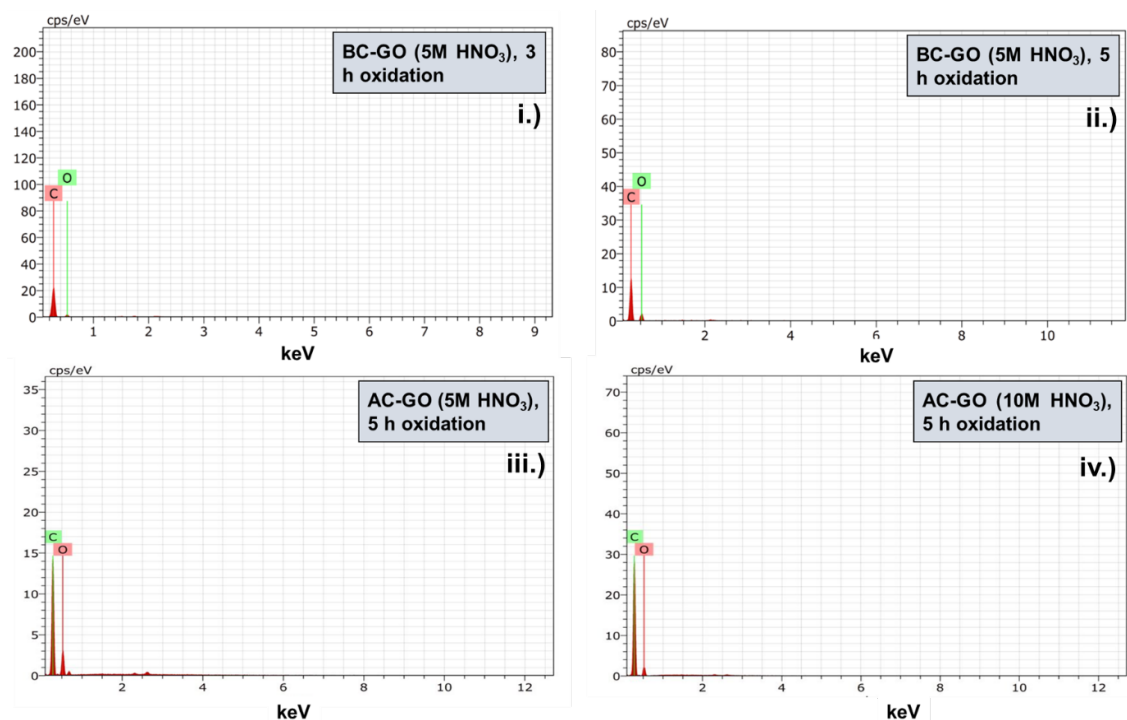 cps/eV
200
180
160
140
120
100
80
60
40
20
0
BC-GO (5M HNO₃), 3
h oxidation
i.)
O
C
1 2 3 4 5 6 7 8 9
keV
cps/eV
80
70
60
50
40
30
20
10
0
BC-GO (5M HNO₃), 5
h oxidation
ii.)
O
C
2 4 6 8 10
keV
cps/eV
35
30
25
20
15
10
5
0
AC-GO (5M HNO₃),
5 h oxidation
iii.)
C
O
2 4 6 8 10 12
keV
cps/eV
70
60
50
40
30
20
10
0
AC-GO (10M HNO₃),
5 h oxidation
iv.)
C
O
2 4 6 8 10 12
keV